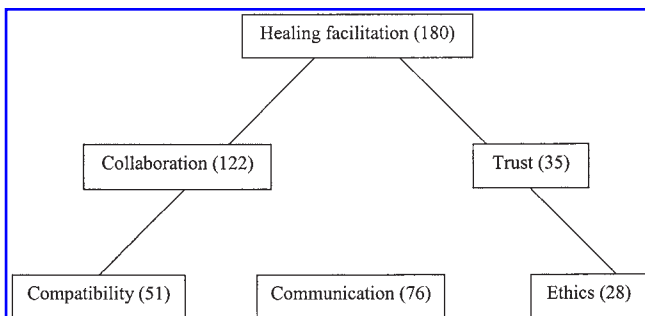 Healing facilitation (180)
Collaboration (122)
Trust (35)
Compatibility (51)
Communication (76)
Ethics (28)